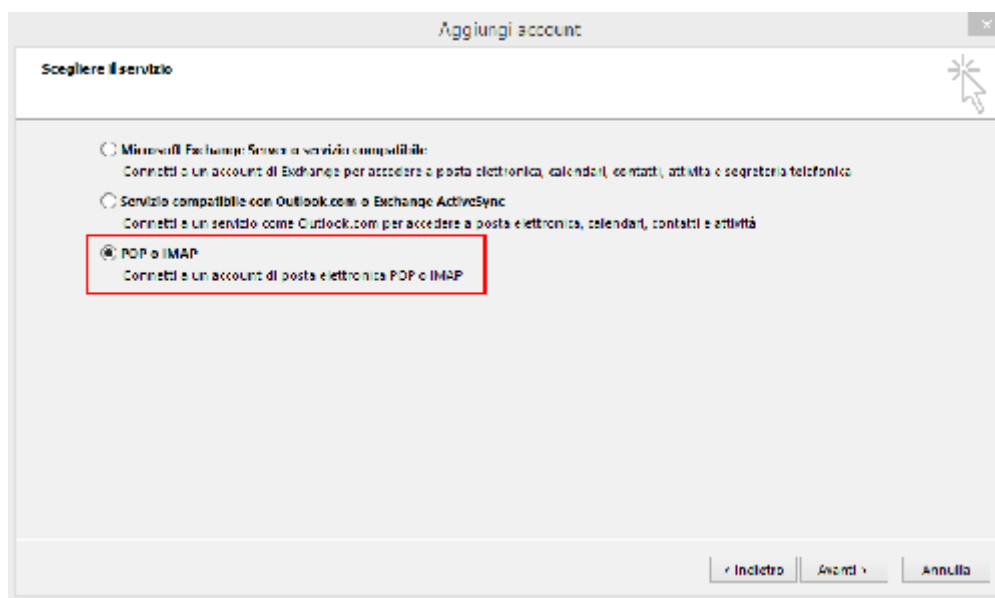 Aggiungi account
Scegliere il servizio
Microsoft Exchange Server o servizio compatibile
Connetti a un account di Exchange per accedere a posta elettronica, calendari, contatti, attività e segreteria telefonica
Servizio compatibile con Outlook.com o Exchange ActiveSync
Connetti a un servizio come Outlook.com per accedere a posta elettronica, calendari, contatti e attività
POP o IMAP
Connetti a un account di posta elettronica POP o IMAP
< Indietro Avanti > Annulla